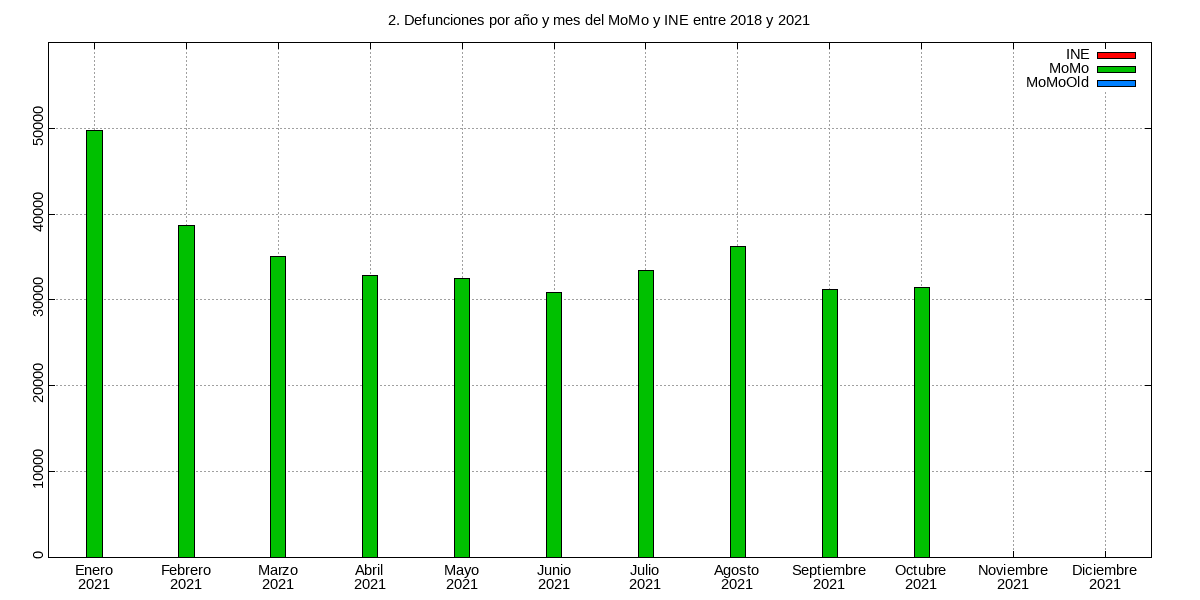 2. Defunciones por año y mes del MoMo y INE entre 2018 y 2021
INE
MoMo
MoMoOld
50000
40000
30000
20000
10000
0
Enero Febrero Marzo Abril Mayo Junio Julio Agosto Septiembre Octubre Noviembre Diciembre
2021 2021 2021 2021 2021 2021 2021 2021 2021 2021 2021 2021